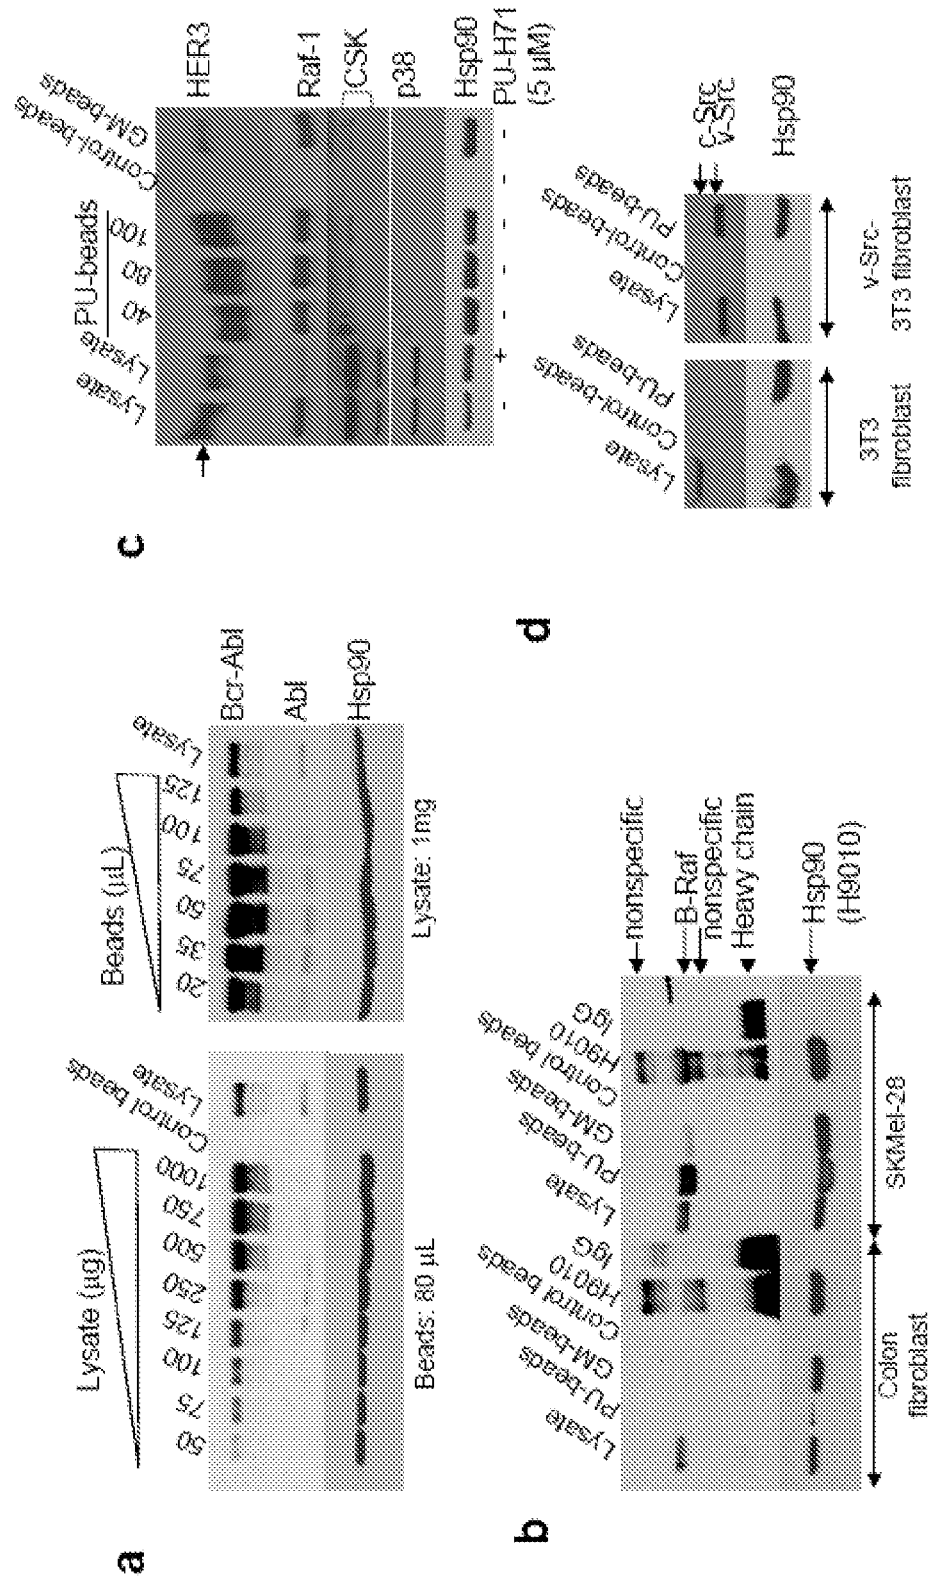 a
Lysate (µg)
50 75 100 125 250 500 750 1000 Control beads Lysate
Beads: 80 µL
Beads (µL)
20 35 50 75 100 125 Lysate
Bcr-Abl
Abl
Hsp90
Lysate: 1mg
b
Lysate PU-beads GM-beads Control beads H9010 IgG Lysate PU-beads GM-beads Control beads H9010 IgG
nonspecific
B-Raf
nonspecific
Heavy chain
Hsp90
(H9010)
Colon
fibroblast
SKMel-28
c
PU-beads
Lysate Lysate 40 80 100 Control-beads GM-beads
HER3
Raf-1
CSK
p38
Hsp90
- + - - - - - PU-H71
(5 µM)
d
Lysate Control-beads PU-beads Lysate Control-beads PU-beads
c-Src
v-Src
Hsp90
3T3
fibroblast
v-Src-
3T3 fibroblast